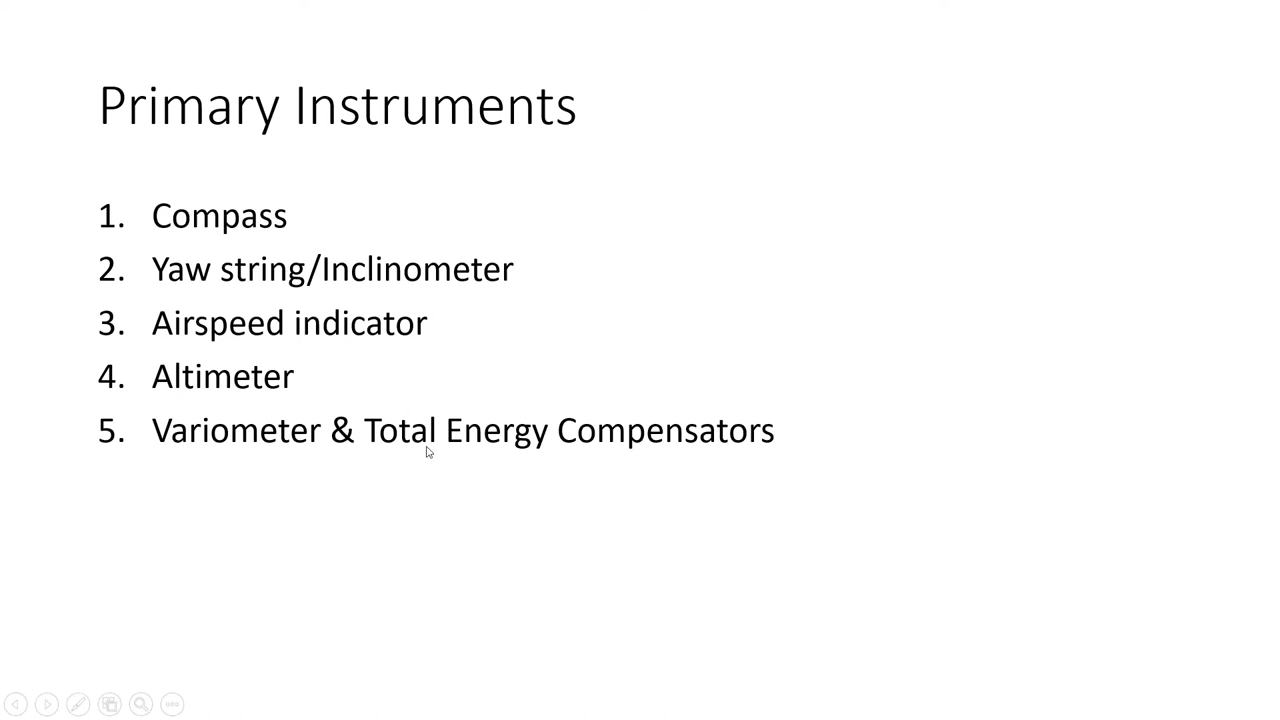 Primary Instruments
1. Compass
2. Yaw string/Inclinometer
3. Airspeed indicator
4. Altimeter
5. Variometer & Total Energy Compensators